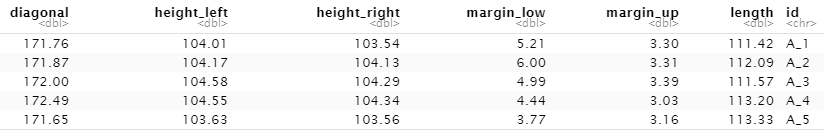 diagonal height_left height_right margin_low margin_up length id
<dbl> <dbl> <dbl> <dbl> <dbl> <dbl> <chr>
171.76 104.01 103.54 5.21 3.30 111.42 A_1
171.87 104.17 104.13 6.00 3.31 112.09 A_2
172.00 104.58 104.29 4.99 3.39 111.57 A_3
172.49 104.55 104.34 4.44 3.03 113.20 A_4
171.65 103.63 103.56 3.77 3.16 113.33 A_5